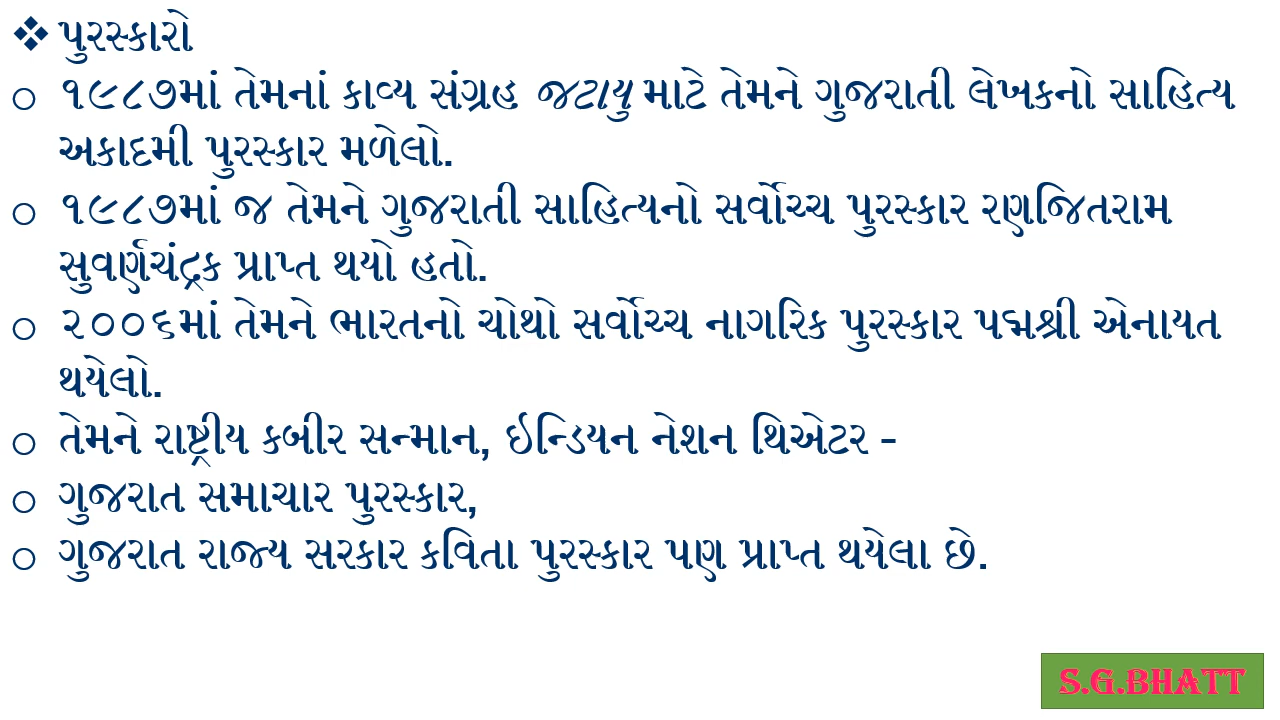 ❖ પુરસ્કારો
o ૧૯૮૭માં તેમનાં કાવ્ય સંગ્રહ જટાયુ માટે તેમને ગુજરાતી લેખકનો સાહિત્ય
અકાદમી પુરસ્કાર મળેલો.
o ૧૯૮૭માં જ તેમને ગુજરાતી સાહિત્યનો સર્વોચ્ચ પુરસ્કાર રણજિતરામ
સુવર્ણચંદ્રક પ્રાપ્ત થયો હતો.
o ૨૦૦૬માં તેમને ભારતનો ચોથો સર્વોચ્ચ નાગરિક પુરસ્કાર પદ્મશ્રી એનાયત
થયેલો.
o તેમને રાષ્ટ્રીય કબીર સન્માન, ઇન્ડિયન નેશન થિએટર -
o ગુજરાત સમાચાર પુરસ્કાર,
o ગુજરાત રાજ્ય સરકાર કવિતા પુરસ્કાર પણ પ્રાપ્ત થયેલા છે.
S.G.BHATT